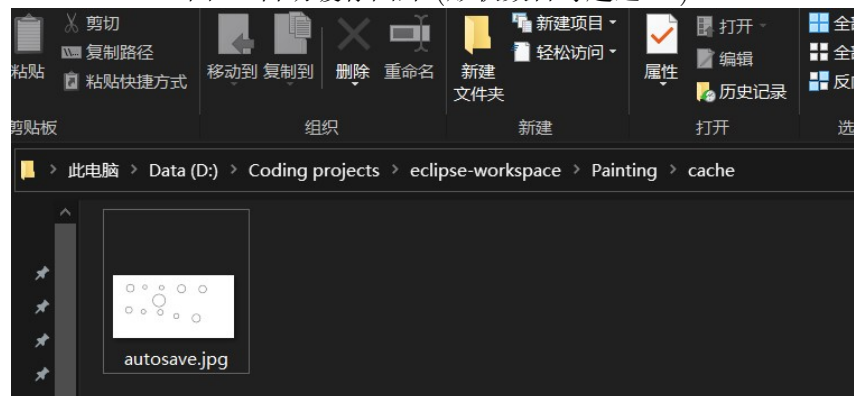 剪切
复制路径
粘贴
粘贴快捷方式
移动到 复制到 删除 重命名
新建项目
轻松访问
新建
文件夹
属性
打开
编辑
历史记录
剪贴板 组织 新建 打开 选
此电脑 > Data (D:) > Coding projects > eclipse-workspace > Painting > cache
autosave.jpg